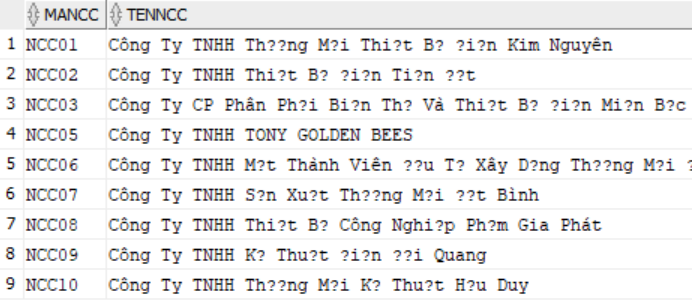 MANCC TENNCC
1 NCC01 Công Ty TNHH Th??ng M?i Thi?t B? ?i?n Kim Nguyên
2 NCC02 Công Ty TNHH Thi?t B? ?i?n Ti?n ??t
3 NCC03 Công Ty CP Phân Ph?i Bi?n Th? Và Thi?t B? ?i?n Mi?n B?c
4 NCC05 Công Ty TNHH TONY GOLDEN BEES
5 NCC06 Công Ty TNHH M?t Thành Viên ??u T? Xây D?ng Th??ng M?i ?
6 NCC07 Công Ty TNHH S?n Xu?t Th??ng M?i ??t Bình
7 NCC08 Công Ty TNHH Thi?t B? Công Nghi?p Ph?m Gia Phát
8 NCC09 Công Ty TNHH K? Thu?t ?i?n ??i Quang
9 NCC10 Công Ty TNHH Th??ng M?i K? Thu?t H?u Duy